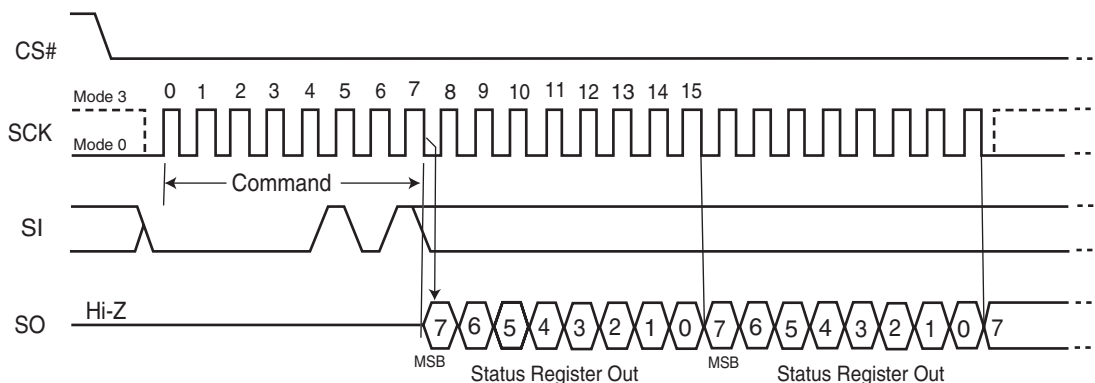 CS#
Mode 3
0 1 2 3 4 5 6 7 8 9 10 11 12 13 14 15
SCK
Mode 0
Command
SI
Hi-Z
SO
7 6 5 4 3 2 1 0 7 6 5 4 3 2 1 0 7
MSB
MSB
Status Register Out
Status Register Out